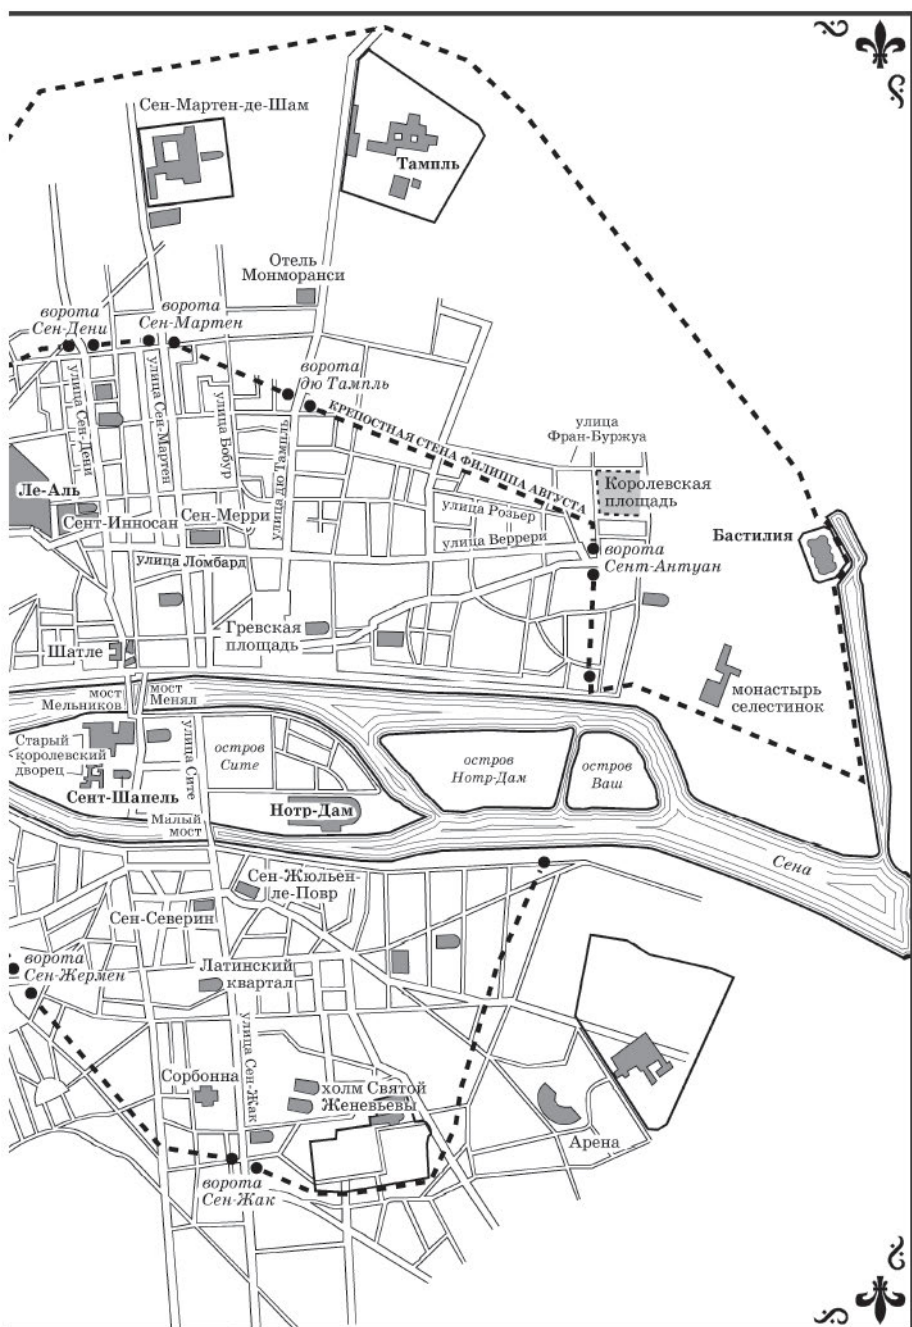 Сен-Мартен-де-Шам
Тампль
Отель
Монморанси
ворота
Сен-Дени
ворота
Сен-Мартен
ворота
дю Тампль
улица Сен-Дени
улица Сен-Мартен
улица Бобур
улица дю Тампль
КРЕПОСТНАЯ СТЕНА ФИЛИППА АВГУСТА
улица
Фран-Буржуа
Королевская
площадь
Ле-Аль
Сент-Инносан
Сен-Мерри
улица Розьер
улица Веррери
Бастилия
ворота
Сент-Антуан
улица Ломбард
Гревская
площадь
Шатле
мост
Мельников
мост
Менял
монастырь
селестинок
Старый
королевский
дворец
улица Сите
остров
Сите
остров
Нотр-Дам
остров
Ваш
Сент-Шапель
Нотр-Дам
Малый
мост
Сена
Сен-Жюльен-
ле-Повр
Сен-Северин
ворота
Сен-Жермен
Латинский
квартал
улица Сен-Жак
Сорбонна
холм Святой
Женевьевы
Арена
ворота
Сен-Жак